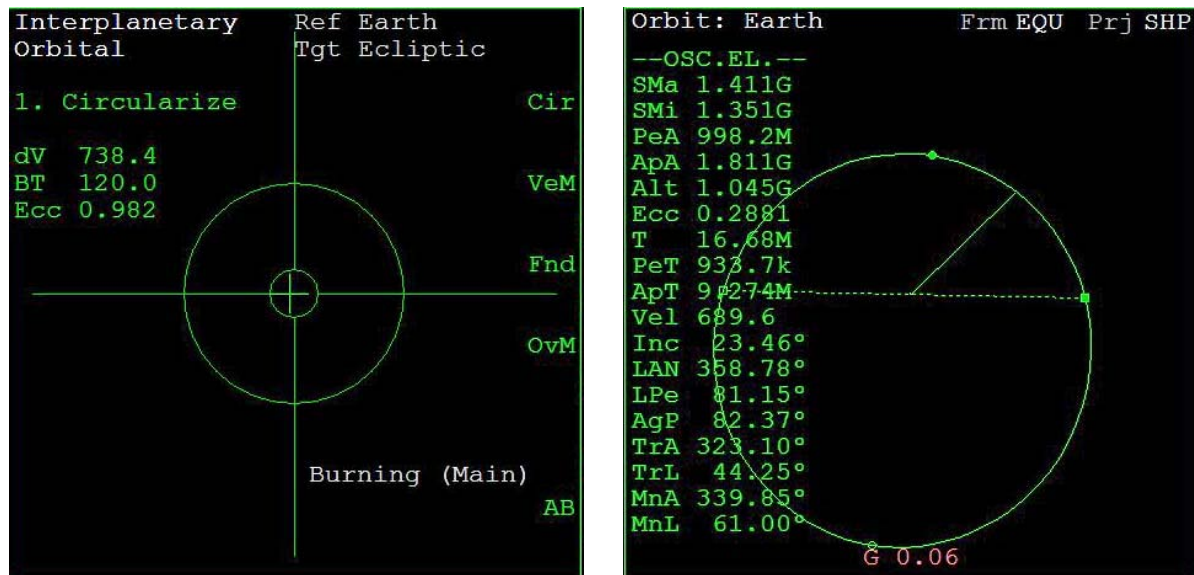 Interplanetary Ref Earth
Orbital Tgt Ecliptic
1. Circularize Cir
dV 738.4
BT 120.0 VeM
Ecc 0.982
Fnd
OvM
Burning (Main)
AB
Orbit: Earth Frm EQU Prj SHP
--OSC.EL.--
SMa 1.411G
SMi 1.351G
PeA 998.2M
ApA 1.811G
Alt 1.045G
Ecc 0.2881
T 16.68M
PeT 933.7k
ApT 9.274M
Vel 689.6
Inc 23.46°
LAN 358.78°
LPe 81.15°
AgP 82.37°
TrA 323.10°
TrL 44.25°
MnA 339.85°
MnL 61.00°
G 0.06